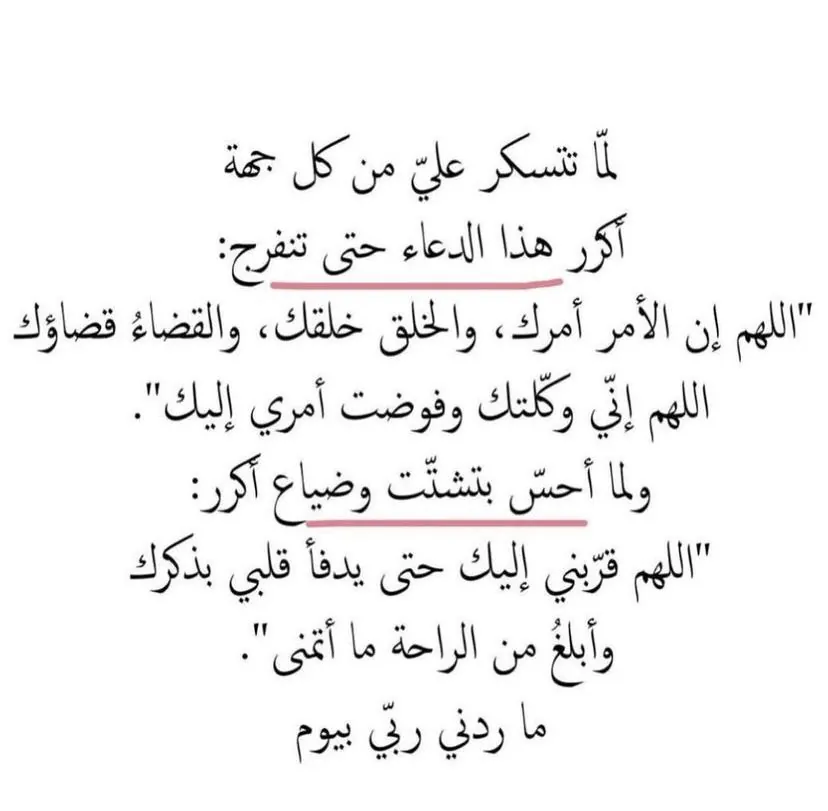 لمّا تتسكر عليّ من كل جهة
أكرّر هذا الدعاء حتى تنفرج:
"اللهم إن الأمر أمرك، والخلق خلقك، والقضاءُ قضاؤك
اللهم إنّي وكّلتك وفوضت أمري إليك".
ولما أحسّ بتشتّت وضياع أكرر:
"اللهم قرّبني إليك حتى يدفأ قلبي بذكرك
وأبلغُ من الراحة ما أتمنى".
ما ردني ربّي بيوم